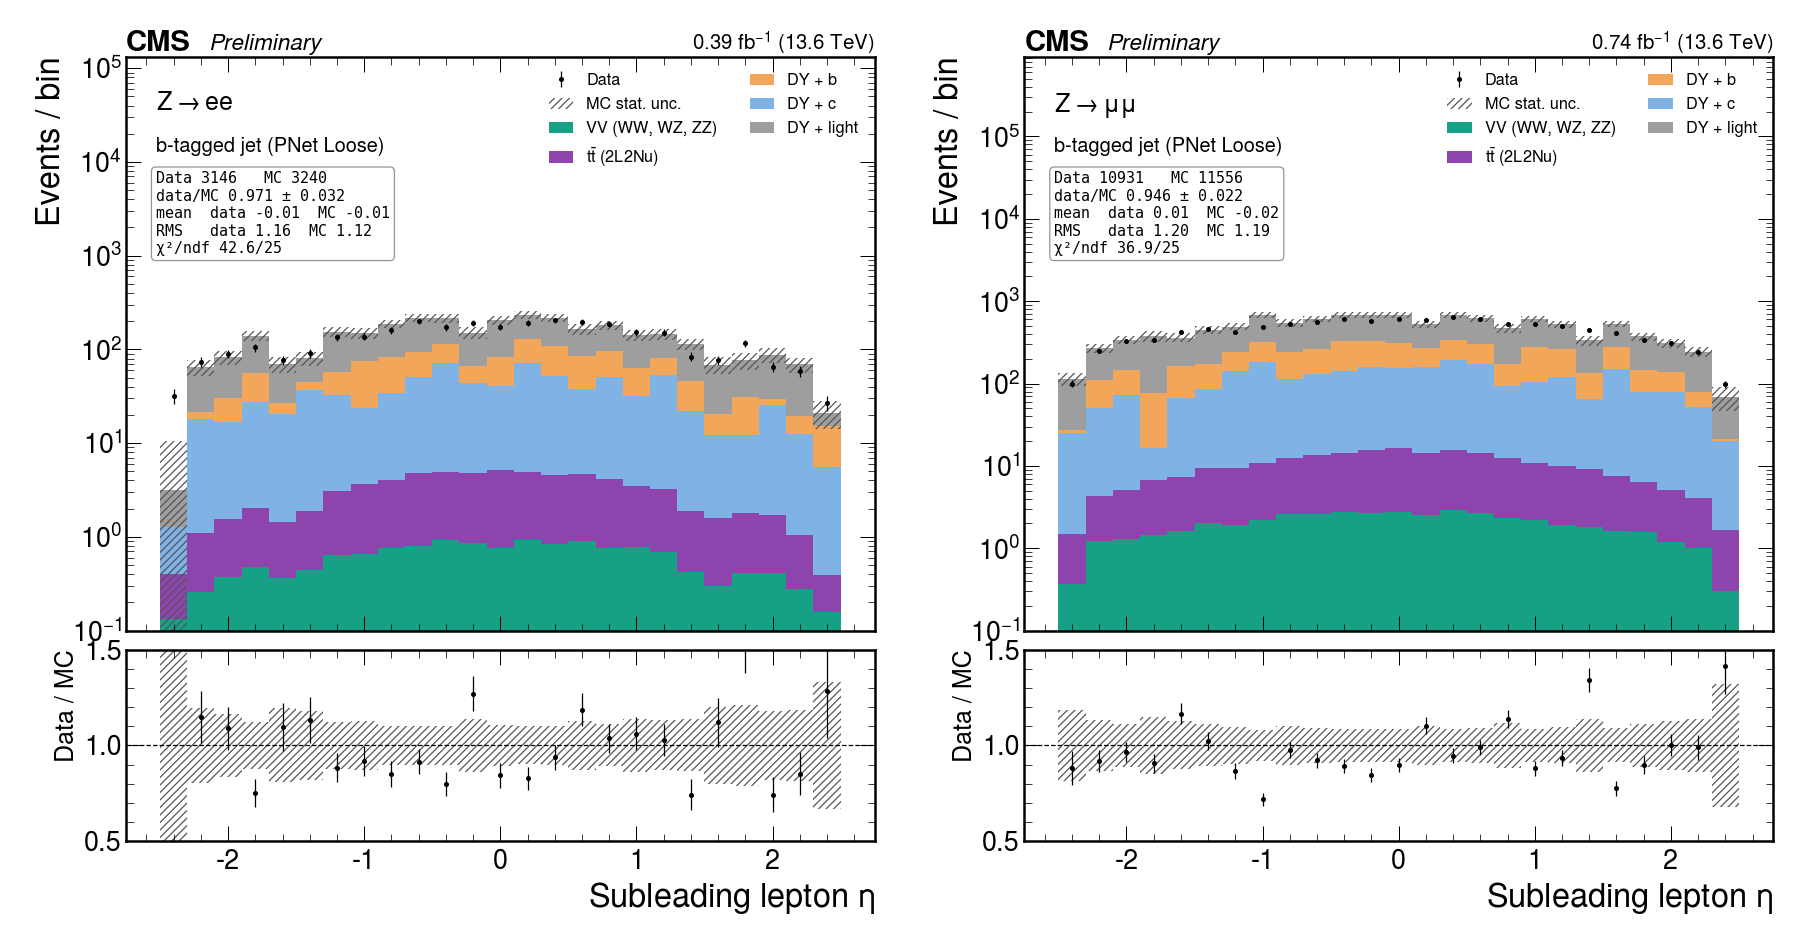 CMS Preliminary 0.39 fb⁻¹ (13.6 TeV)
Events / bin
10⁵
10⁴
10³
10²
10¹
10⁰
10⁻¹
Z→ee
b-tagged jet (PNet Loose)
Data 3146   MC 3240
data/MC 0.971 ± 0.032
mean  data -0.01  MC -0.01
RMS   data 1.16  MC 1.12
χ²/ndf 42.6/25
Data
MC stat. unc.
VV (WW, WZ, ZZ)
tt̄ (2L2Nu)
DY + b
DY + c
DY + light
Data / MC
1.5
1.0
0.5
-2 -1 0 1 2
Subleading lepton η
CMS Preliminary 0.74 fb⁻¹ (13.6 TeV)
Events / bin
10⁵
10⁴
10³
10²
10¹
10⁰
10⁻¹
Z→μμ
b-tagged jet (PNet Loose)
Data 10931   MC 11556
data/MC 0.946 ± 0.022
mean  data 0.01  MC -0.02
RMS   data 1.20  MC 1.19
χ²/ndf 36.9/25
Data
MC stat. unc.
VV (WW, WZ, ZZ)
tt̄ (2L2Nu)
DY + b
DY + c
DY + light
Data / MC
1.5
1.0
0.5
-2 -1 0 1 2
Subleading lepton η